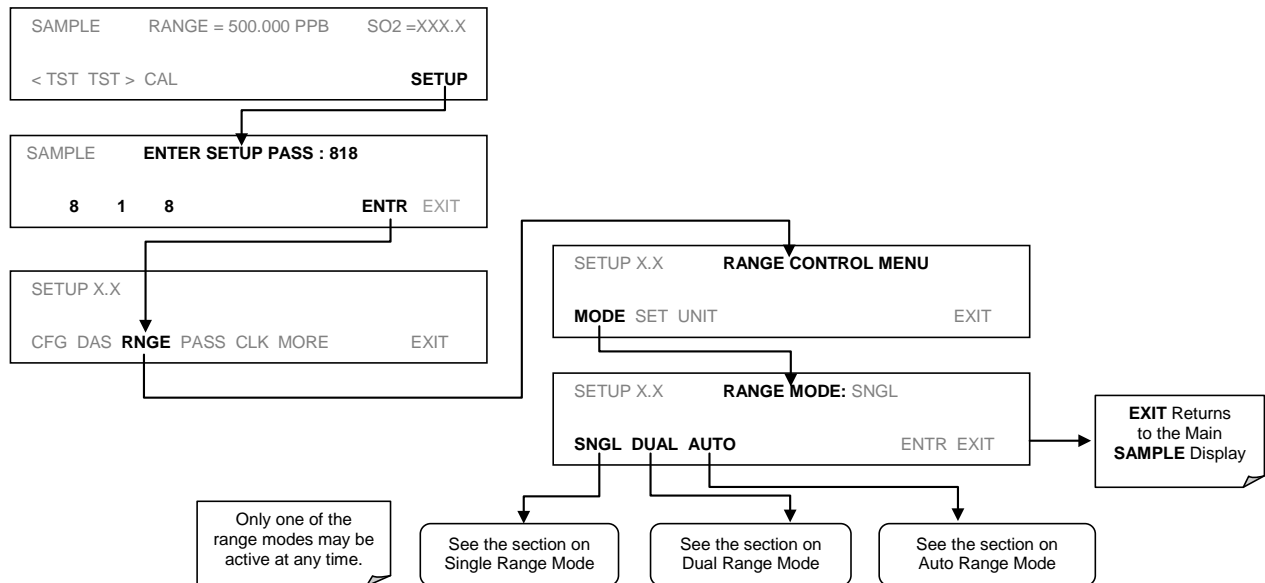 SAMPLE RANGE = 500.000 PPB SO2 =XXX.X
< TST TST > CAL SETUP
SAMPLE ENTER SETUP PASS : 818
8 1 8 ENTR EXIT
SETUP X.X
CFG DAS RNGE PASS CLK MORE EXIT
SETUP X.X RANGE CONTROL MENU
MODE SET UNIT EXIT
SETUP X.X RANGE MODE: SNGL
SNGL DUAL AUTO ENTR EXIT
EXIT Returns
to the Main
SAMPLE Display
Only one of the
range modes may be
active at any time.
See the section on
Single Range Mode
See the section on
Dual Range Mode
See the section on
Auto Range Mode